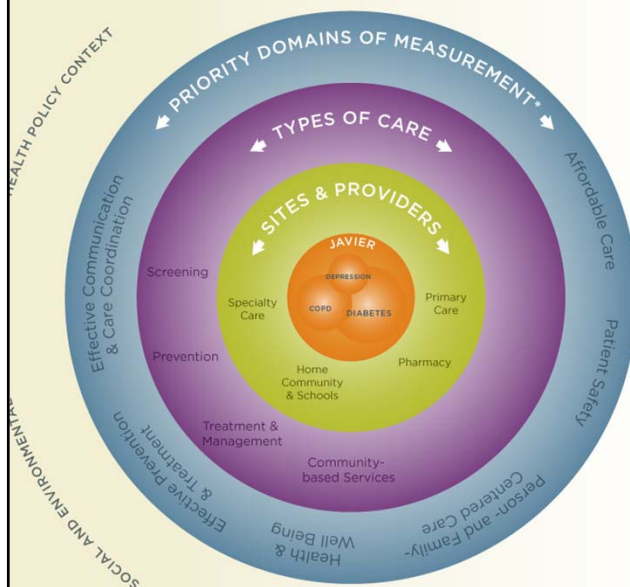 HEALTH POLICY CONTEXT
PRIORITY DOMAINS OF MEASUREMENT*
TYPES OF CARE
SITES & PROVIDERS
JAVIER
DEPRESSION
COPD
DIABETES
Specialty
Care
Primary
Care
Home
Community
& Schools
Pharmacy
Screening
Prevention
Treatment &
Management
Community-
based Services
Effective Communication
& Care Coordination
Affordable Care
Patient Safety
Person- and Family-
Centered Care
Health &
Well Being
Effective Prevention
& Treatment
SOCIAL AND ENVIRONMENTAL